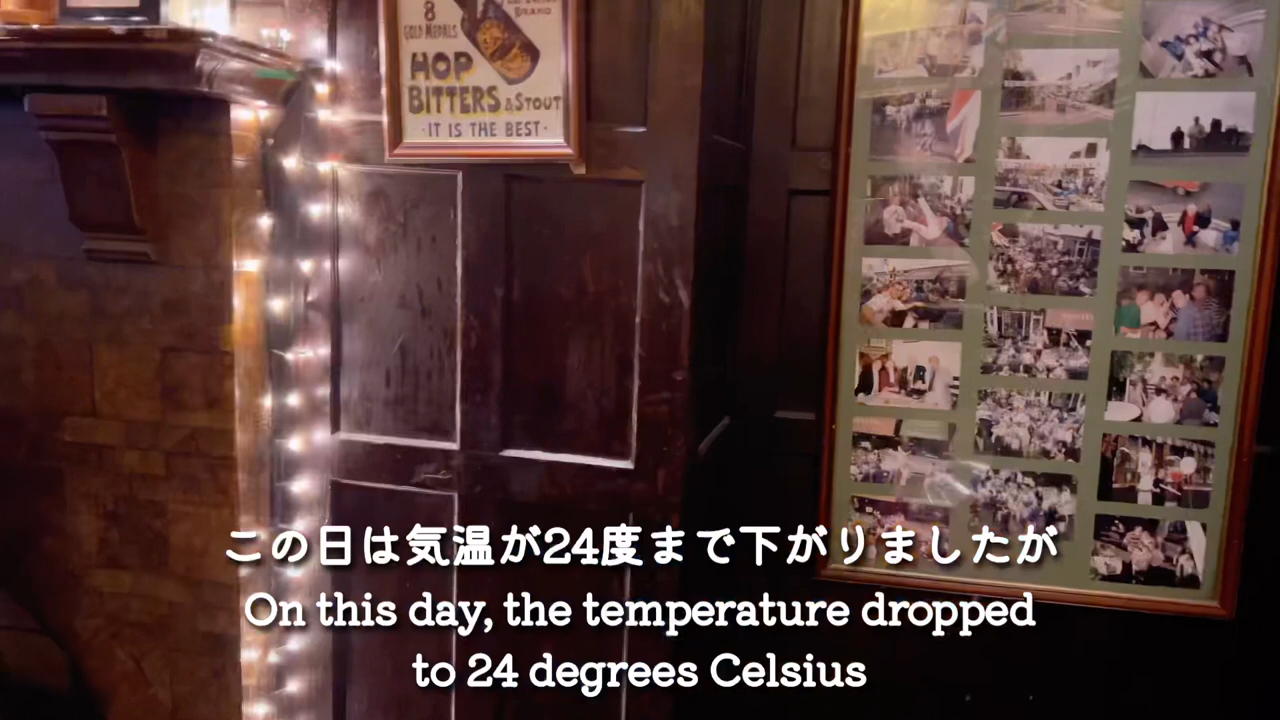 8
GOLD MEDALS
BRAND
HOP
BITTERS & STOUT
· IT IS THE BEST ·
この日は気温が24度まで下がりましたが
On this day, the temperature dropped
to 24 degrees Celsius